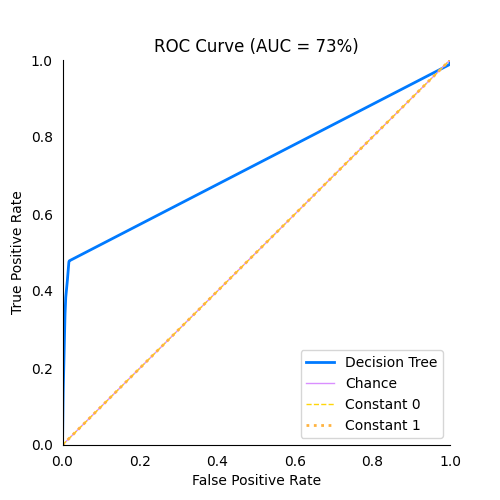 ROC Curve (AUC = 73%)
1.0
0.8
0.6
0.4
0.2
0.0
True Positive Rate
Decision Tree
Chance
Constant 0
Constant 1
0.0 0.2 0.4 0.6 0.8 1.0
False Positive Rate